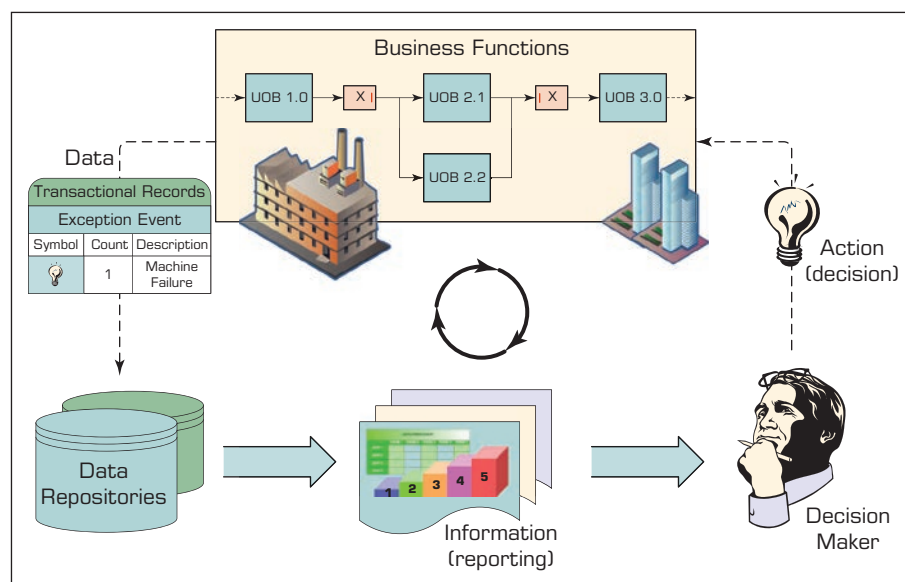 Business Functions
UOB 1.0
X
UOB 2.1
X
UOB 3.0
UOB 2.2
Data
Transactional Records
Exception Event
Symbol Count Description
1 Machine
Failure
Action
(decision)
Data
Repositories
1 2 3 4 5
Information
(reporting)
Decision
Maker